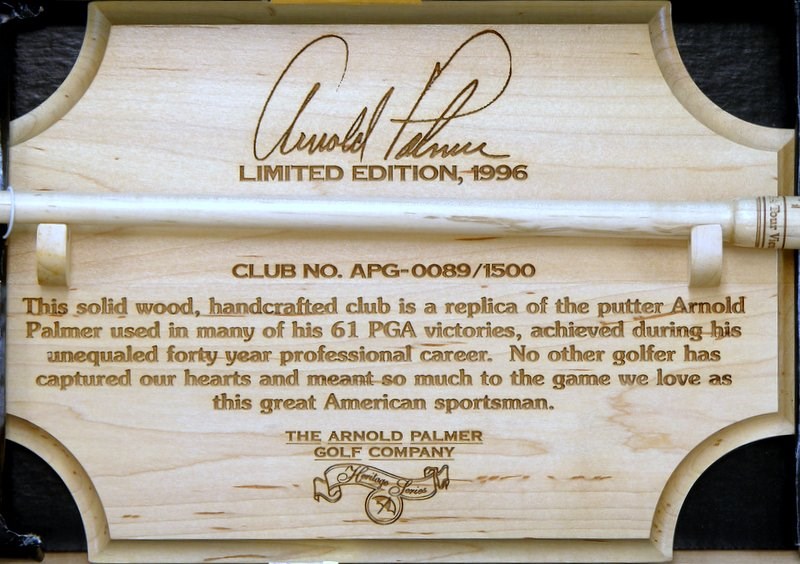 Arnold Palmer
LIMITED EDITION, 1996
Tour
CLUB NO. APG-0089/1500
This solid wood, handcrafted club is a replica of the putter Arnold
Palmer used in many of his 61 PGA victories, achieved during his
unequaled forty year professional career. No other golfer has
captured our hearts and meant so much to the game we love as
this great American sportsman.
THE ARNOLD PALMER
GOLF COMPANY
Heritage Series